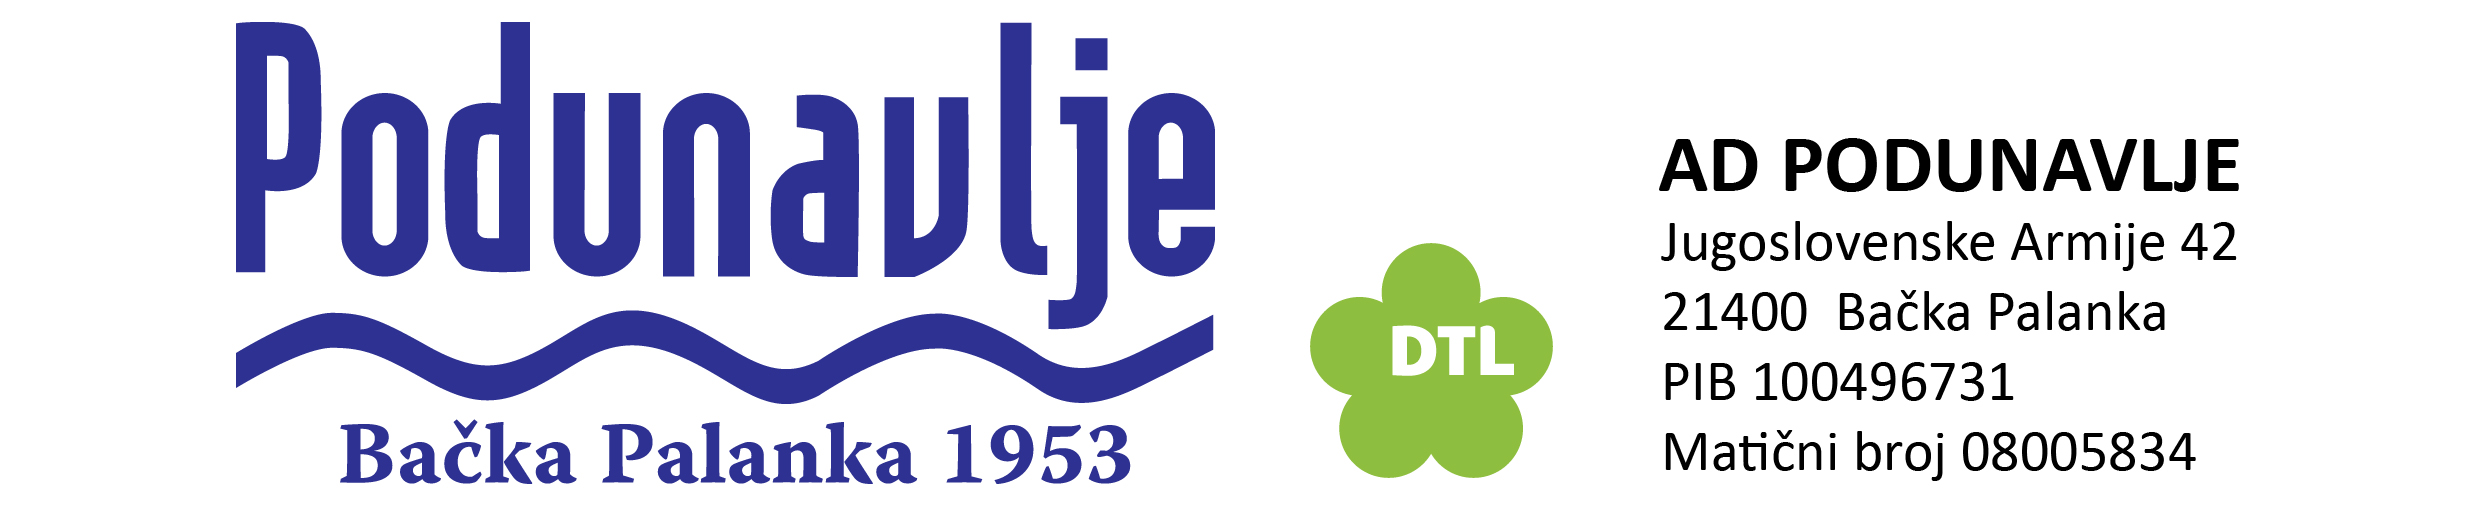 Podunavlje
Bačka Palanka 1953
DTL
AD PODUNAVLJE
Jugoslovenske Armije 42
21400  Bačka Palanka
PIB 100496731
Matični broj 08005834